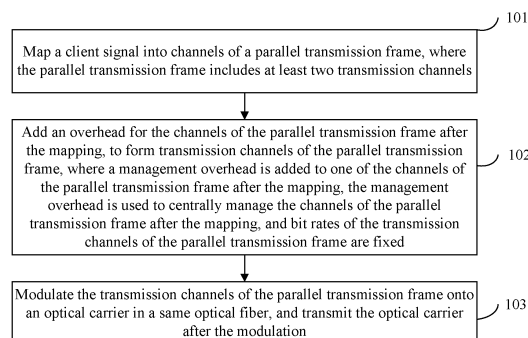 101
Map a client signal into channels of a parallel transmission frame, where
the parallel transmission frame includes at least two transmission channels
Add an overhead for the channels of the parallel transmission frame after
the mapping, to form transmission channels of the parallel transmission
frame, where a management overhead is added to one of the channels of
the parallel transmission frame after the mapping, the management
overhead is used to centrally manage the channels of the parallel
transmission frame after the mapping, and bit rates of the transmission
channels of the parallel transmission frame are fixed
102
Modulate the transmission channels of the parallel transmission frame onto
an optical carrier in a same optical fiber, and transmit the optical carrier
after the modulation
103